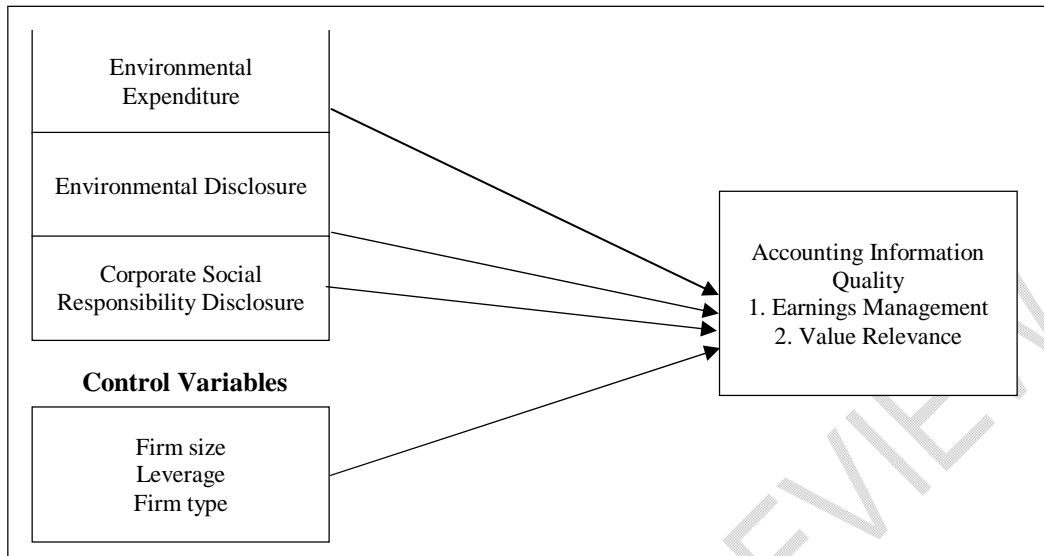 Environmental
Expenditure
Environmental Disclosure
Corporate Social
Responsibility Disclosure
Control Variables
Firm size
Leverage
Firm type
Accounting Information
Quality
1. Earnings Management
2. Value Relevance